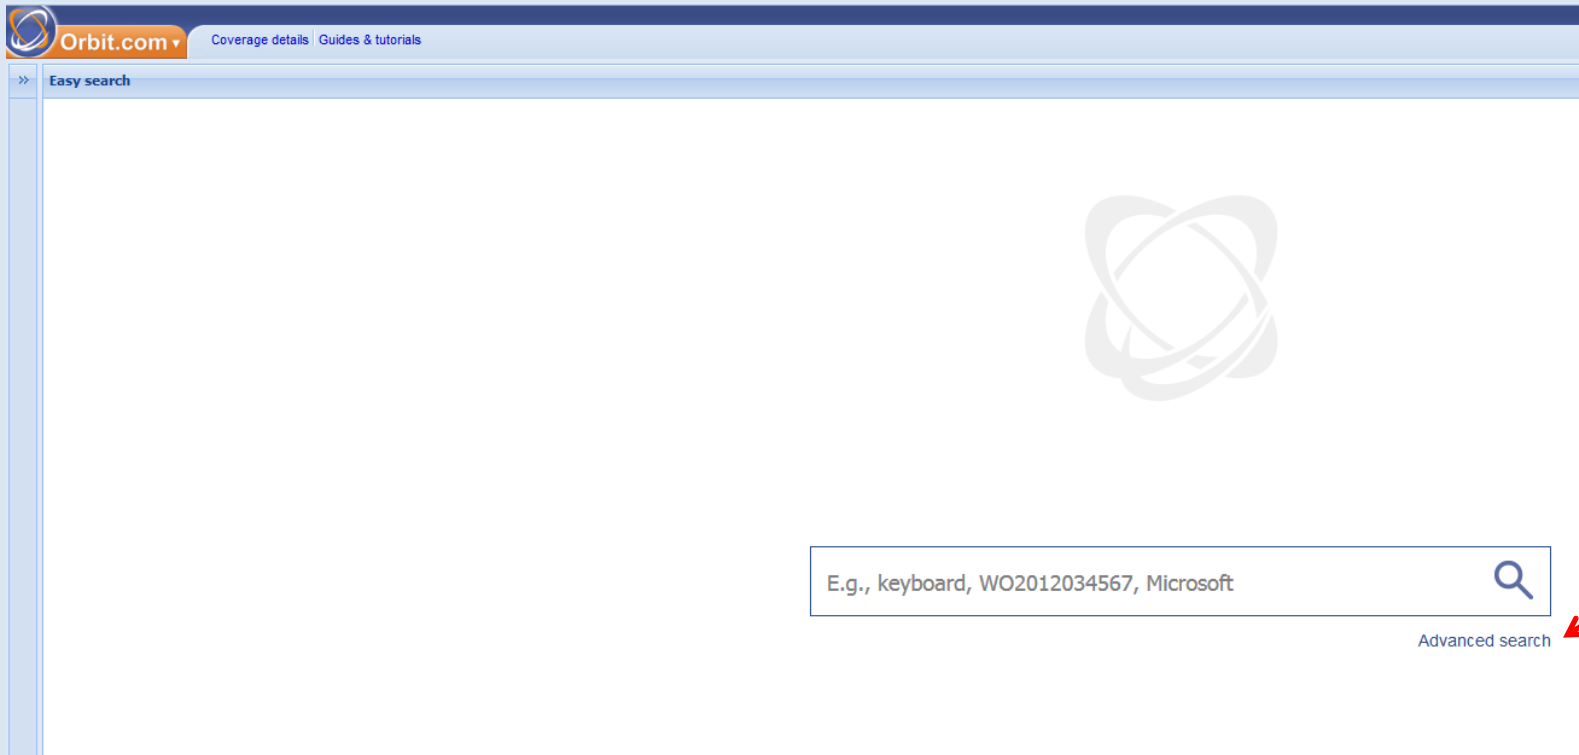 Orbit.com Coverage details Guides & tutorials
Easy search
E.g., keyboard, WO2012034567, Microsoft
Advanced search